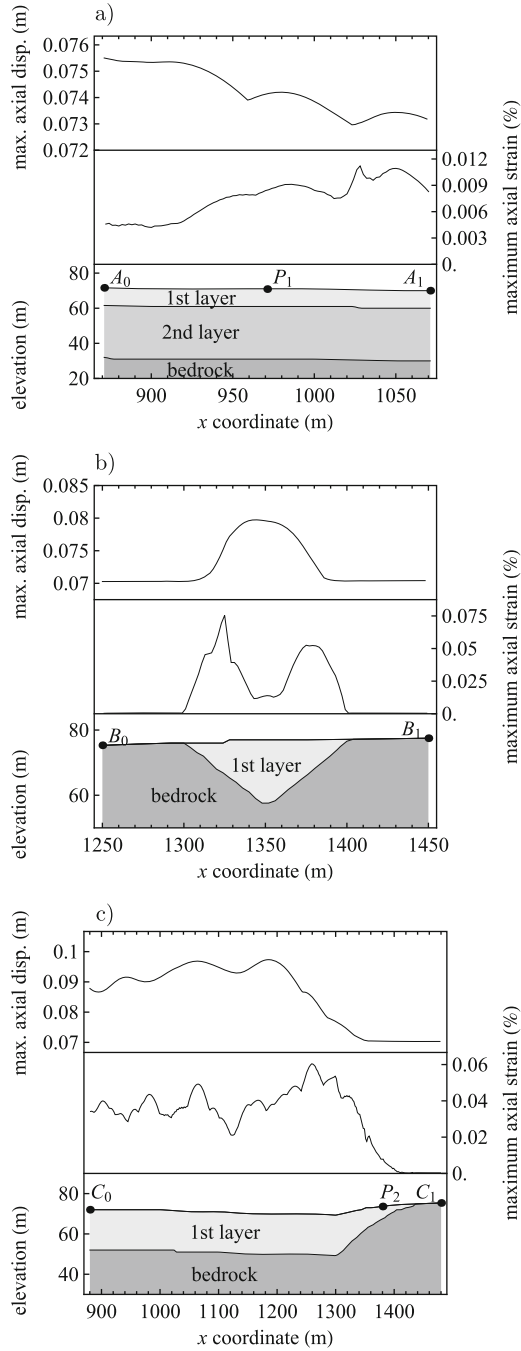 a)
max. axial disp. (m)
0.076
0.075
0.074
0.073
0.072
maximum axial strain (%)
0.012
0.009
0.006
0.003
0.
elevation (m)
80
60
40
20
A0 P1 A1
1st layer
2nd layer
bedrock
900 950 1000 1050
x coordinate (m)
b)
max. axial disp. (m)
0.085
0.08
0.075
0.07
maximum axial strain (%)
0.075
0.05
0.025
0.
elevation (m)
80
60
B0 B1
1st layer
bedrock
1250 1300 1350 1400 1450
x coordinate (m)
c)
max. axial disp. (m)
0.1
0.09
0.08
0.07
maximum axial strain (%)
0.06
0.04
0.02
0.
elevation (m)
80
60
40
C0 P2 C1
1st layer
bedrock
900 1000 1100 1200 1300 1400
x coordinate (m)